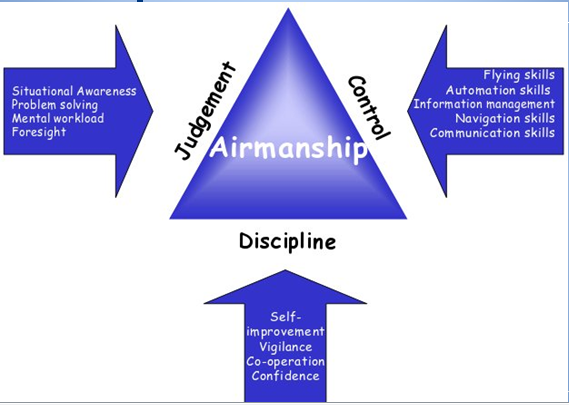 Situational Awareness
Problem solving
Mental workload
Foresight
Judgement
Airmanship
Control
Flying skills
Automation skills
Information management
Navigation skills
Communication skills
Discipline
Self-
improvement
Vigilance
Co-operation
Confidence